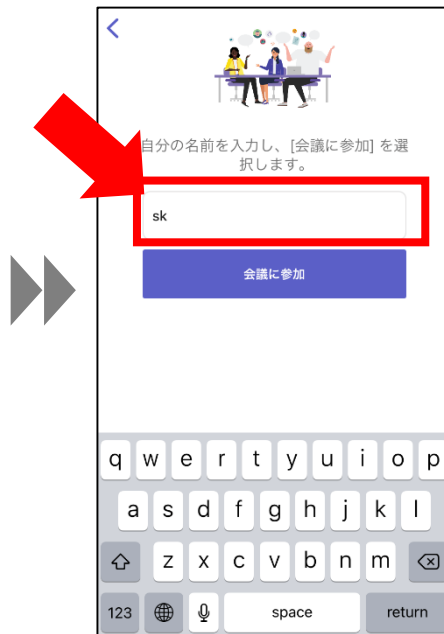 自分の名前を入力し、[会議に参加] を選
択します。
sk
会議に参加
q w e r t y u i o p
a s d f g h j k l
z x c v b n m
123 space return